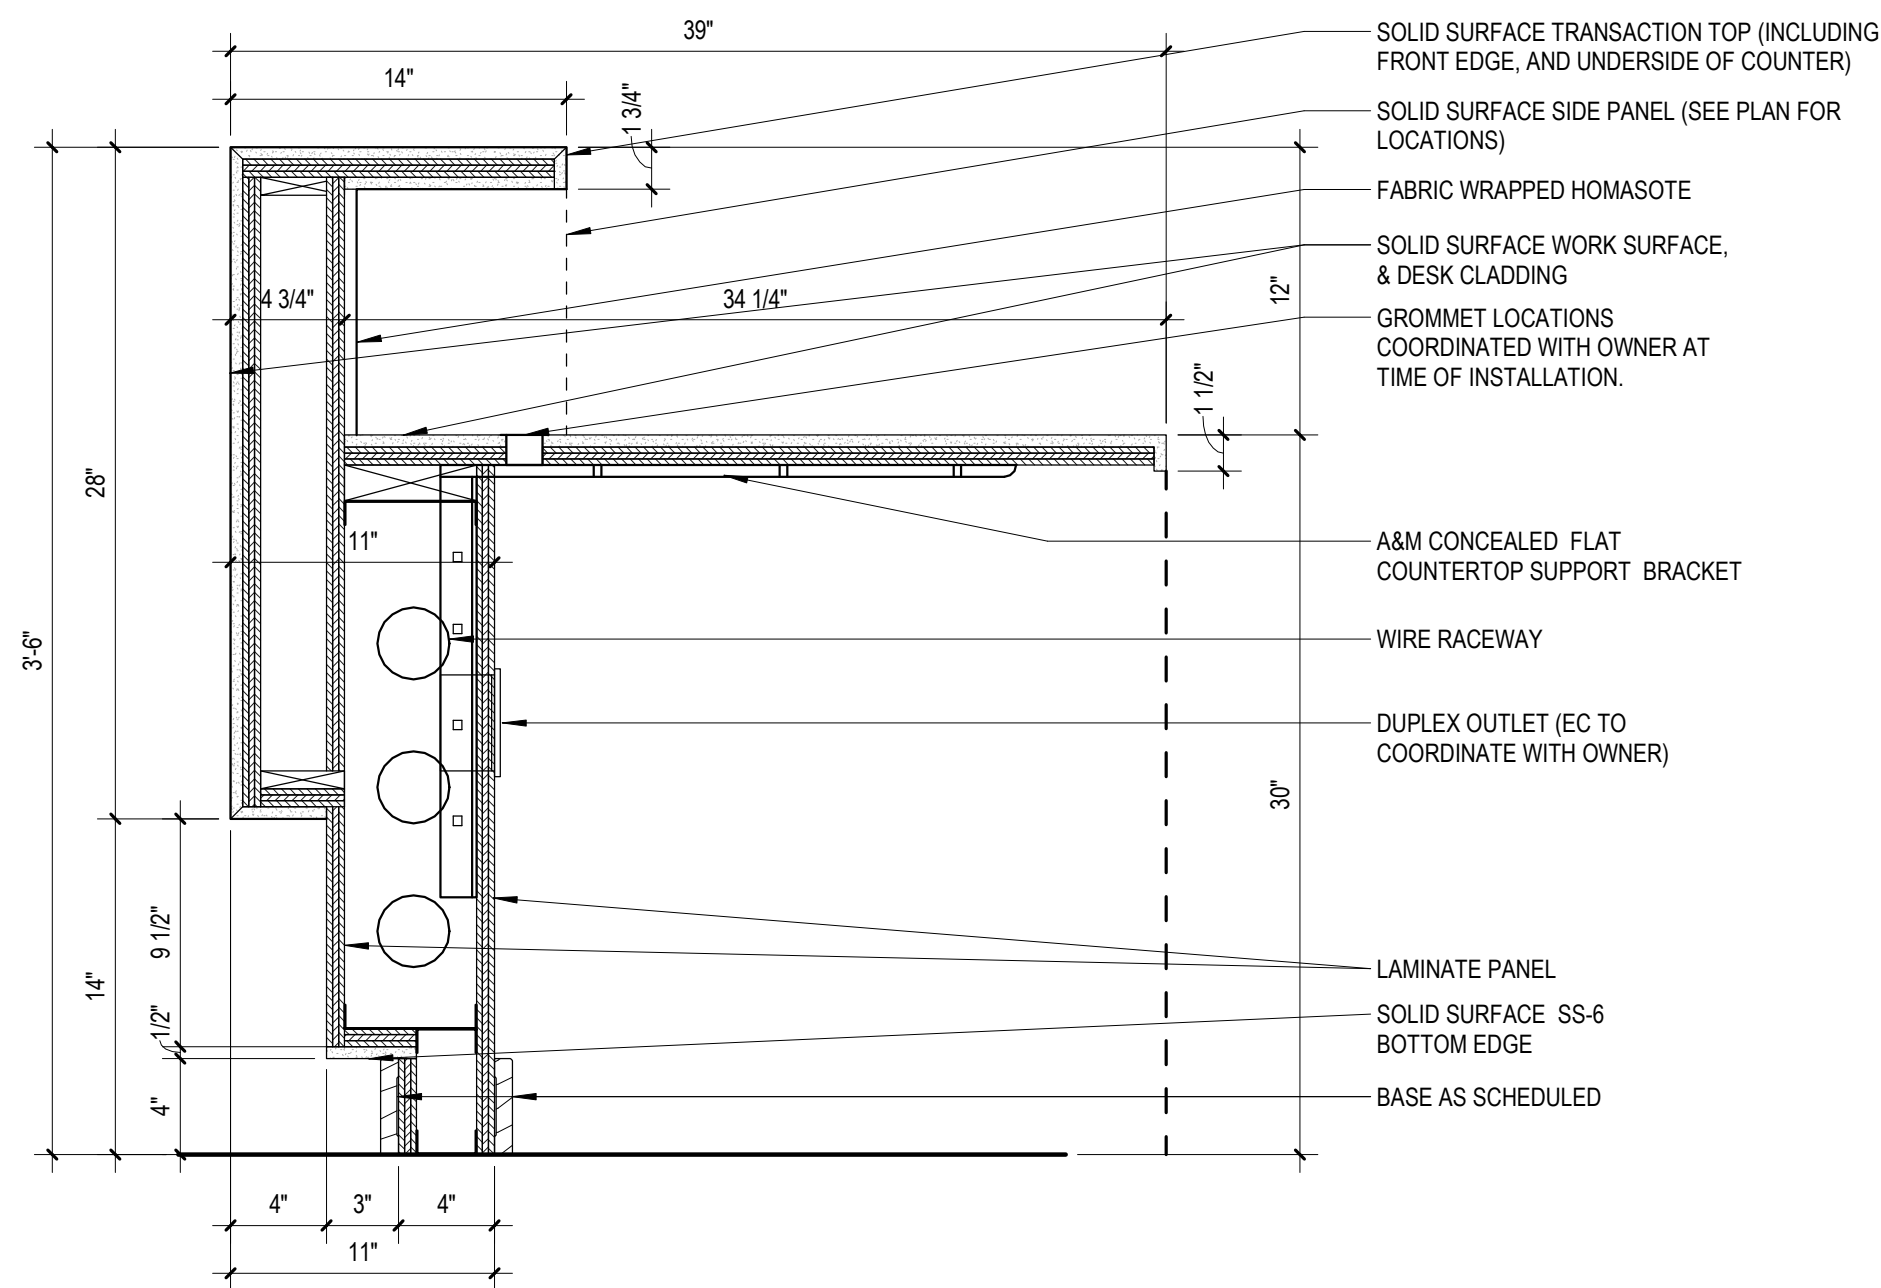 39"
14"
1 3/4"
SOLID SURFACE TRANSACTION TOP (INCLUDING
FRONT EDGE, AND UNDERSIDE OF COUNTER)
SOLID SURFACE SIDE PANEL (SEE PLAN FOR
LOCATIONS)
FABRIC WRAPPED HOMASOTE
SOLID SURFACE WORK SURFACE,
& DESK CLADDING
4 3/4"
34 1/4"
12"
GROMMET LOCATIONS
COORDINATED WITH OWNER AT
TIME OF INSTALLATION.
1 1/2"
28"
11"
A&M CONCEALED FLAT
COUNTERTOP SUPPORT BRACKET
3'-6"
WIRE RACEWAY
DUPLEX OUTLET (EC TO
COORDINATE WITH OWNER)
30"
9 1/2"
14"
LAMINATE PANEL
1/2"
SOLID SURFACE SS-6
BOTTOM EDGE
4"
BASE AS SCHEDULED
4"
3"
4"
11"